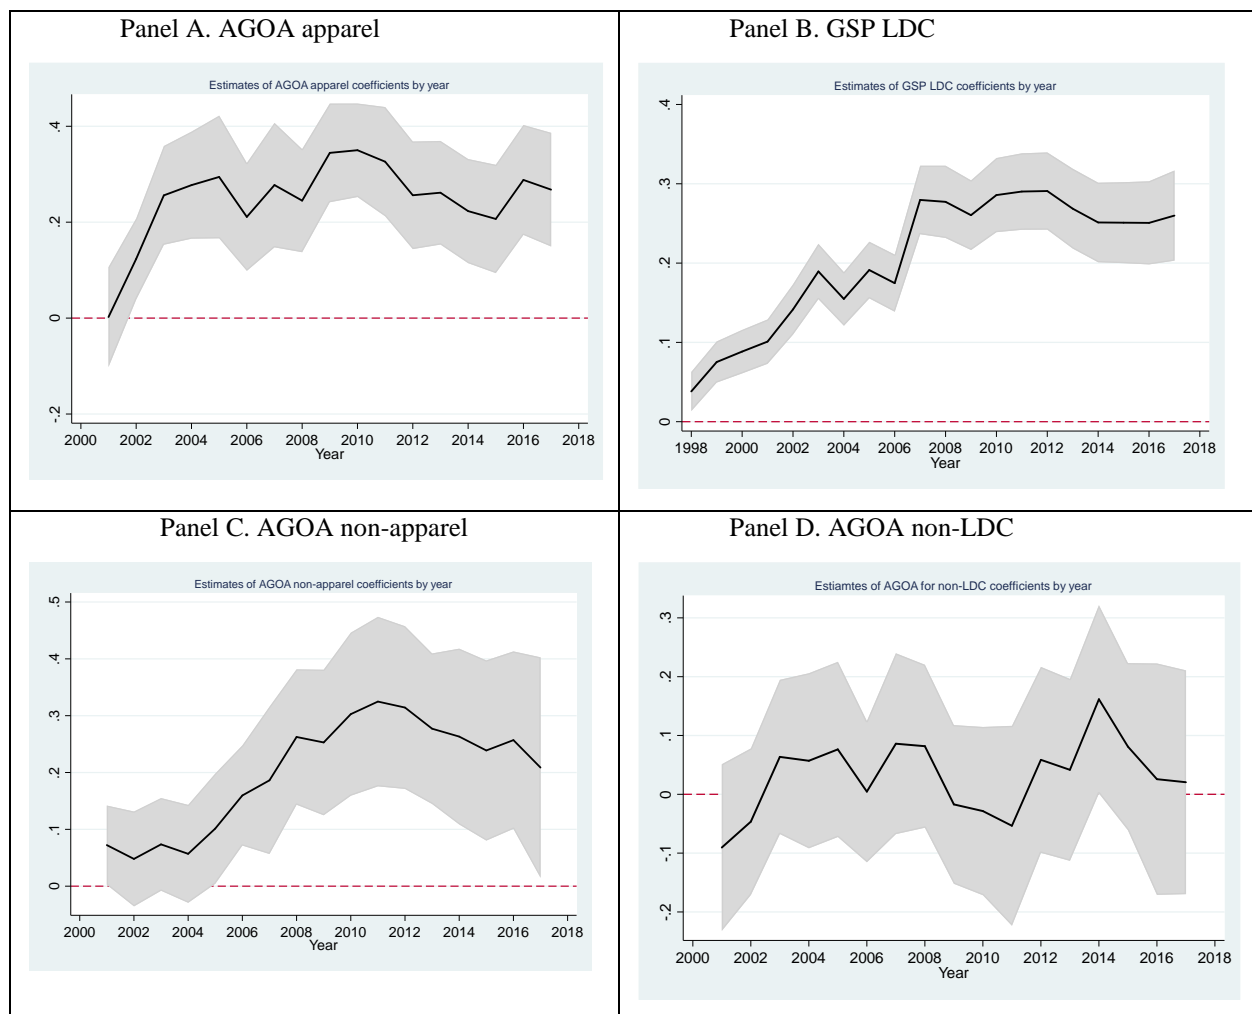 Panel A. AGOA apparel
Estimates of AGOA apparel coefficients by year
.4
.2
0
-.2
2000 2002 2004 2006 2008 2010 2012 2014 2016 2018
Year
Panel B. GSP LDC
Estimates of GSP LDC coefficients by year
.4
.3
.2
.1
0
1998 2000 2002 2004 2006 2008 2010 2012 2014 2016 2018
Year
Panel C. AGOA non-apparel
Estimates of AGOA non-apparel coefficients by year
.5
.4
.3
.2
.1
0
2000 2002 2004 2006 2008 2010 2012 2014 2016 2018
Year
Panel D. AGOA non-LDC
Estiamtes of AGOA for non-LDC coefficients by year
.3
.2
.1
0
-.1
-.2
2000 2002 2004 2006 2008 2010 2012 2014 2016 2018
Year